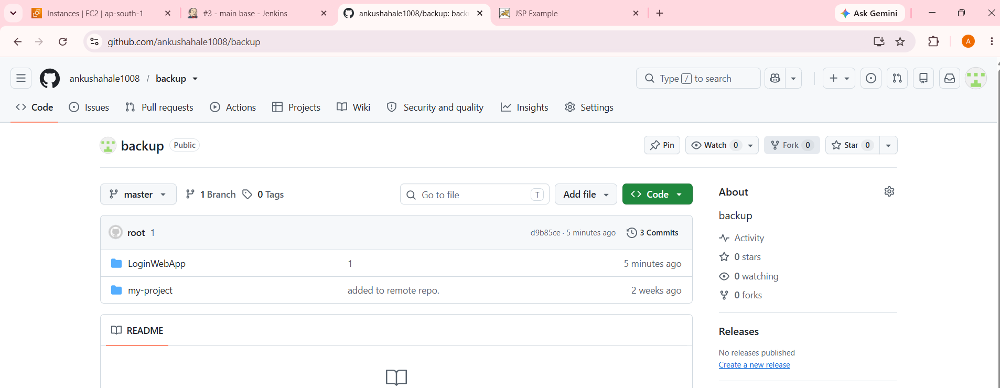 Instances | EC2 | ap-south-1
#3 - main base - Jenkins
ankushahale1008/backup: back
JSP Example
Ask Gemini
github.com/ankushahale1008/backup
A
ankushahale1008 / backup
Type / to search
Code
Issues
Pull requests
Actions
Projects
Wiki
Security and quality
Insights
Settings
backup Public
Pin
Watch 0
Fork 0
Star 0
master
1 Branch
0 Tags
Go to file T
Add file
Code
root 1
d9b85ce · 5 minutes ago
3 Commits
LoginWebApp 1 5 minutes ago
my-project added to remote repo. 2 weeks ago
README
About
backup
Activity
0 stars
0 watching
0 forks
Releases
No releases published
Create a new release